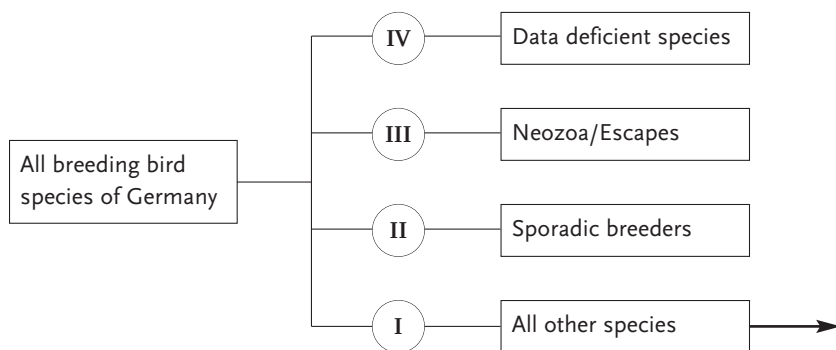 IV
Data deficient species
III
Neozoa/Escapes
All breeding bird
species of Germany
II
Sporadic breeders
I
All other species